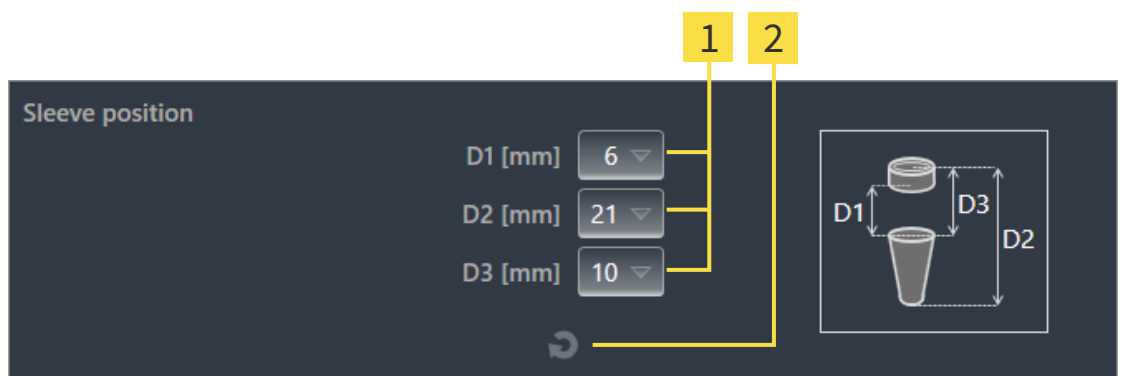 1 2
Sleeve position
D1 [mm] 6
D2 [mm] 21
D3 [mm] 10
D1
D3
D2